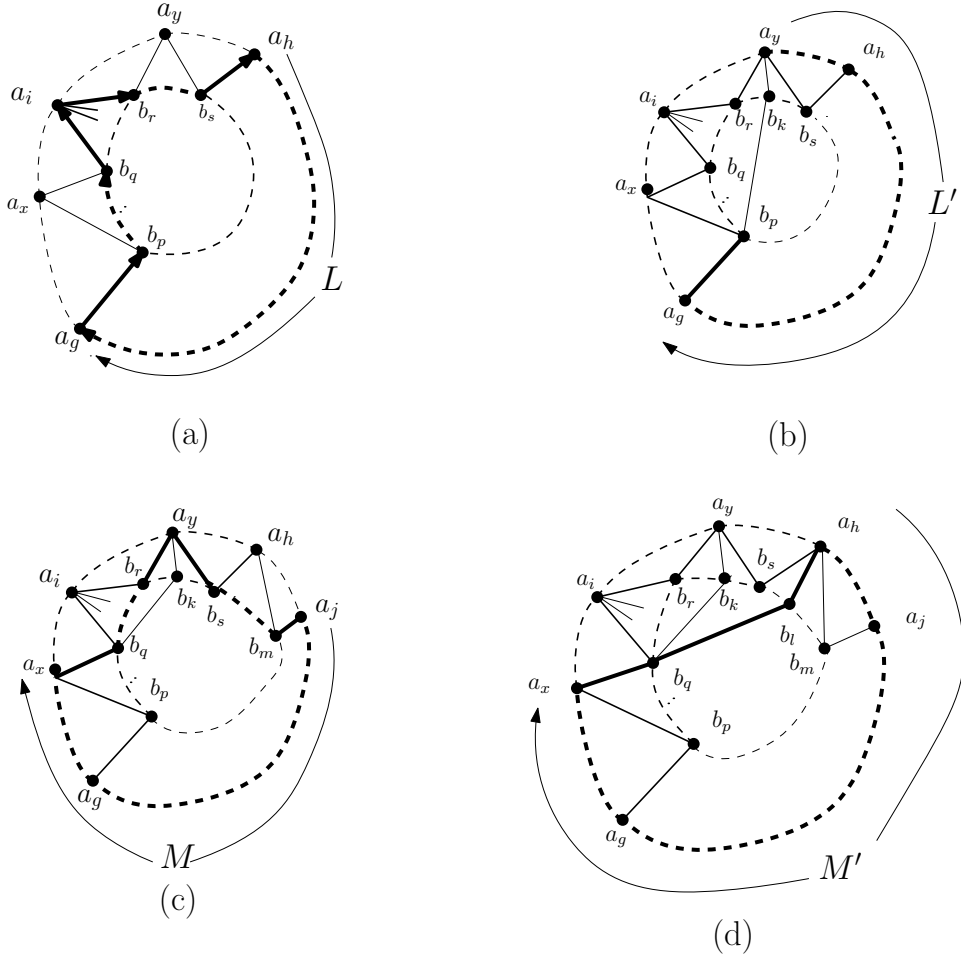 a_y
a_h
a_i
b_r
b_s
b_q
a_x
b_p
L
a_g
(a)
a_y
a_h
a_i
b_r
b_k
b_s
b_q
a_x
L'
b_p
a_g
(b)
a_y
a_h
a_i
b_r
b_k
b_s
a_j
b_q
b_m
a_x
b_p
a_g
M
(c)
a_y
a_h
b_s
a_i
b_r
b_k
b_l
a_j
b_m
b_q
a_x
b_p
a_g
M'
(d)